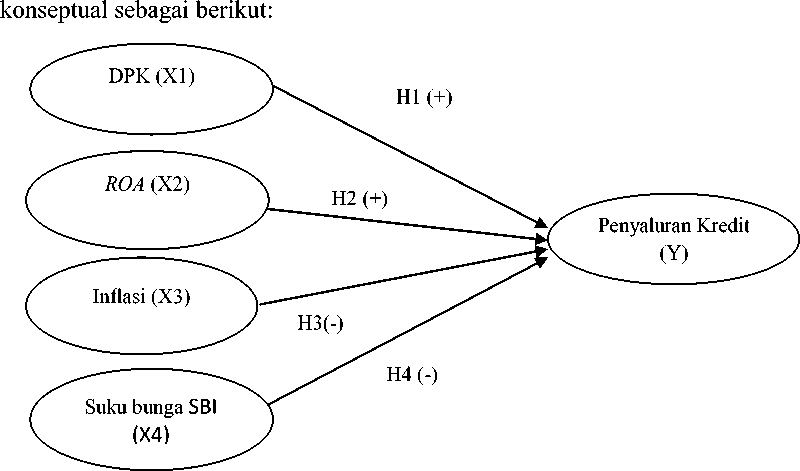 konseptual sebagai berikut:
DPK (X1)
H1 (+)
ROA (X2)
H2 (+)
Penyaluran Kredit
(Y)
Inflasi (X3)
H3(-)
H4 (-)
Suku bunga SBI
(X4)